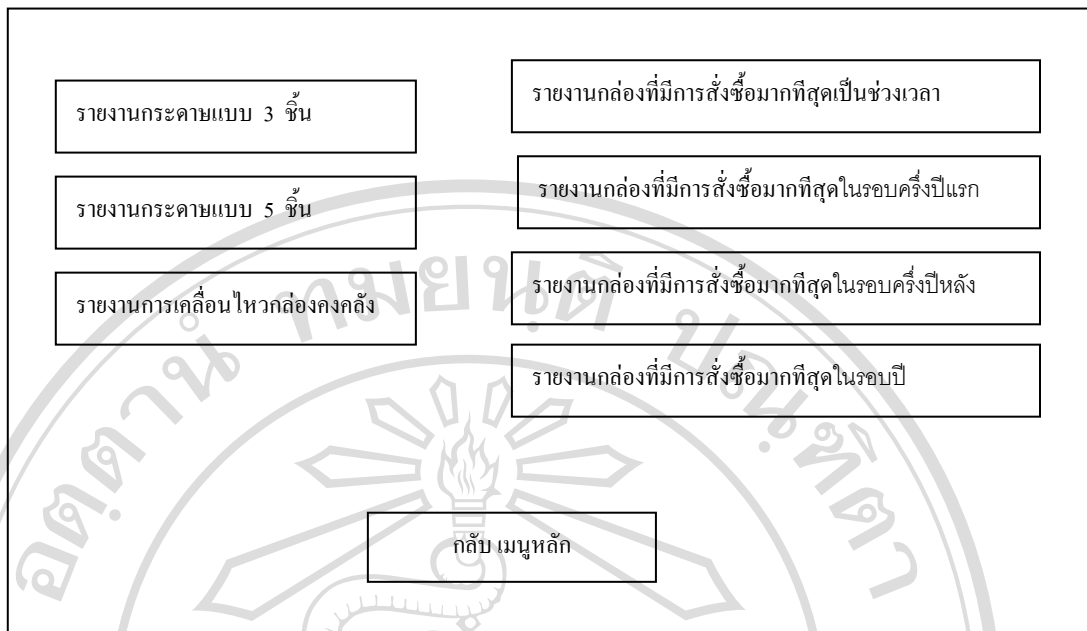 รายงานกระดาษแบบ 3 ชิ้น
รายงานกระดาษแบบ 5 ชิ้น
รายงานการเคลื่อนไหวกล่องคงคลัง
รายงานกล่องที่มีการสั่งซื้อมากทีสุดเป็นช่วงเวลา
รายงานกล่องที่มีการสั่งซื้อมากทีสุดในรอบครึ่งปีแรก
รายงานกล่องที่มีการสั่งซื้อมากทีสุดในรอบครึ่งปีหลัง
รายงานกล่องที่มีการสั่งซื้อมากทีสุดในรอบปี
กลับ เมนูหลัก